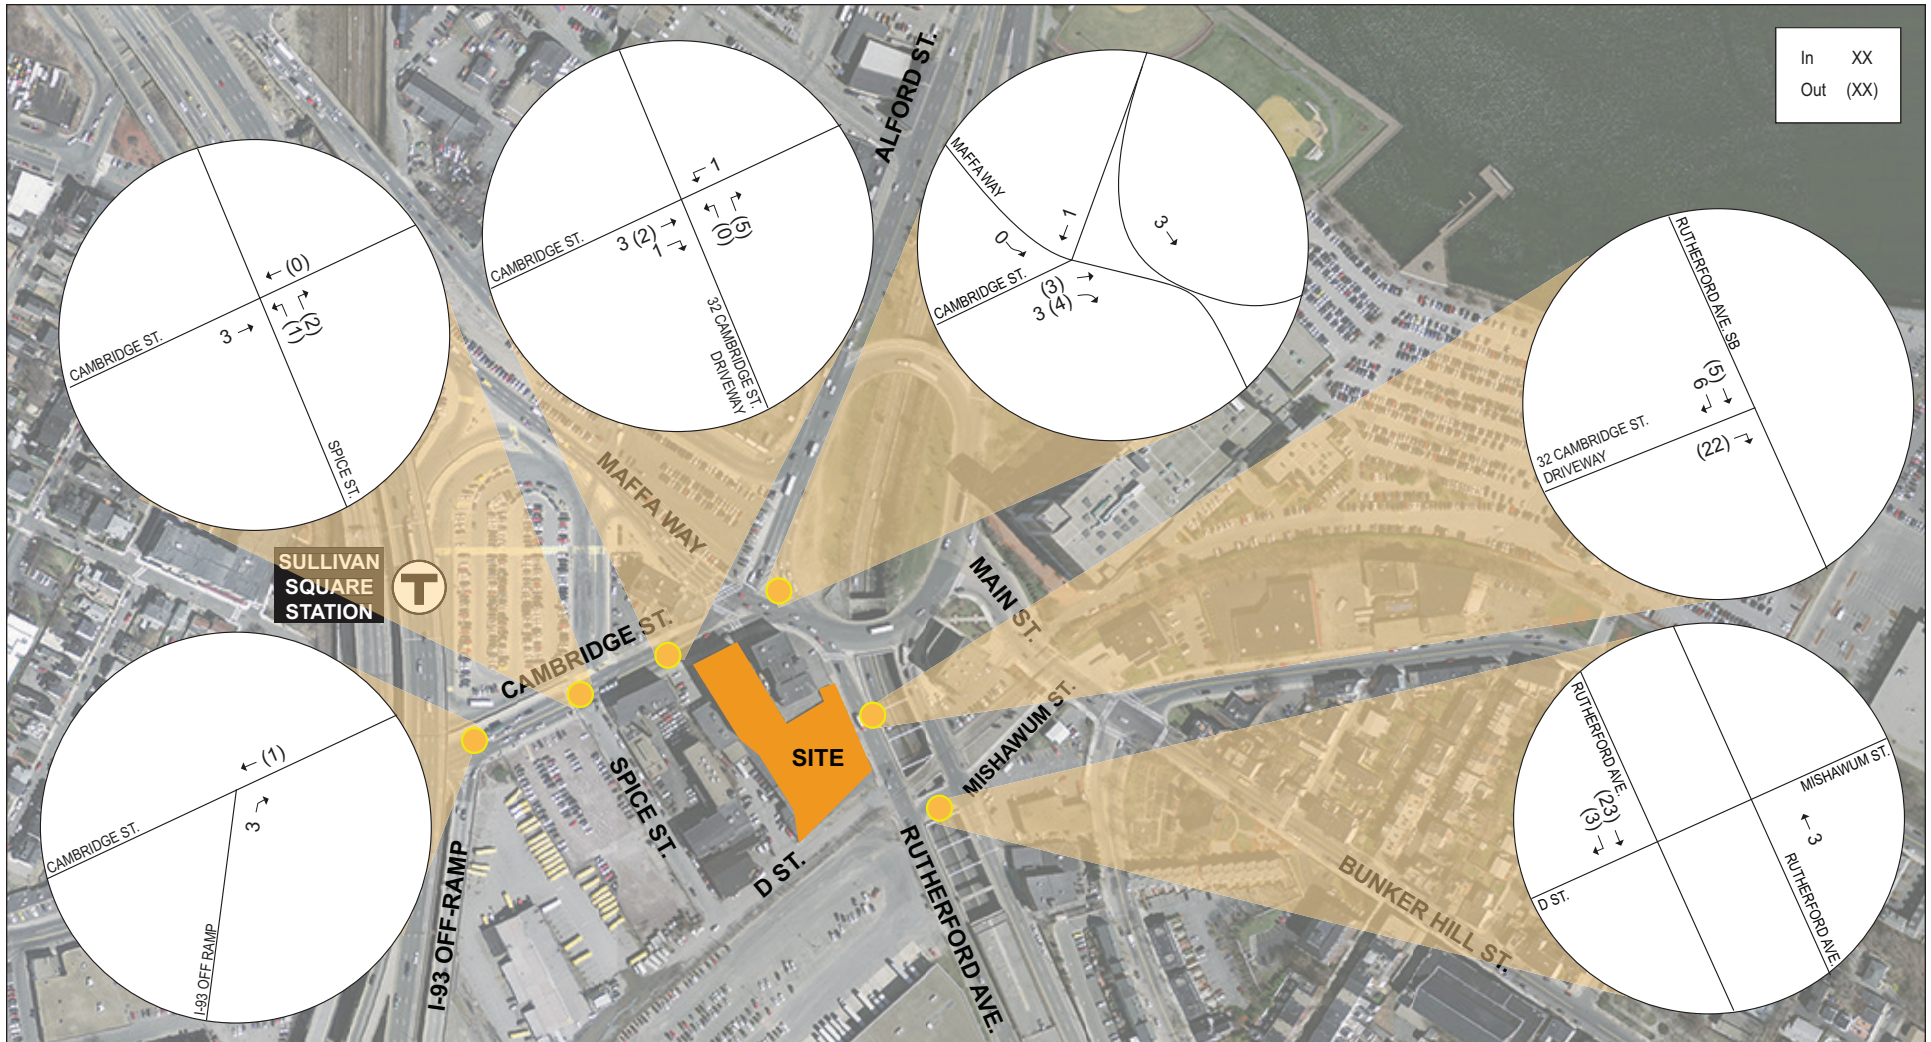 In XX
Out (XX)
CAMBRIDGE ST.
SPICE ST.
(0)
3
(1)
(2)
CAMBRIDGE ST.
32 CAMBRIDGE ST.
DRIVEWAY
1
3 (2)
1
(0)
(5)
MAFFA WAY
CAMBRIDGE ST.
0
1
3
(3)
3 (4)
RUTHERFORD AVE. SB
32 CAMBRIDGE ST.
DRIVEWAY
(5)
6
(22)
CAMBRIDGE ST.
I-93 OFF RAMP
(1)
3
RUTHERFORD AVE.
MISHAWUM ST.
D ST.
RUTHERFORD AVE.
(23)
(3)
3
ALFORD ST.
MAFFA WAY
SULLIVAN
SQUARE
STATION
T
CAMBRIDGE ST.
MAIN ST.
MISHAWUM ST.
SITE
SPICE ST.
D ST.
I-93 OFF-RAMP
RUTHERFORD AVE.
BUNKER HILL ST.